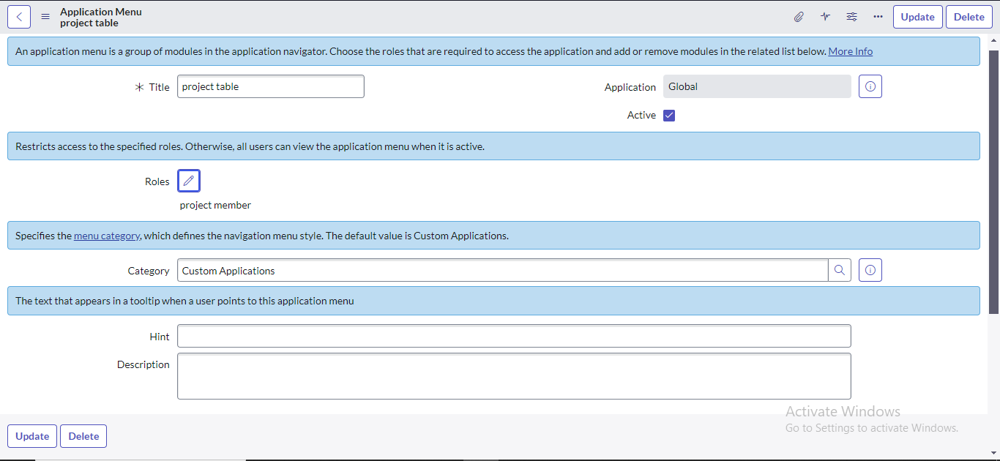 Application Menu
project table
Update
Delete
An application menu is a group of modules in the application navigator. Choose the roles that are required to access the application and add or remove modules in the related list below. More Info
* Title project table
Application Global
Active
Restricts access to the specified roles. Otherwise, all users can view the application menu when it is active.
Roles
project member
Specifies the menu category, which defines the navigation menu style. The default value is Custom Applications.
Category Custom Applications
The text that appears in a tooltip when a user points to this application menu
Hint
Description
Activate Windows
Go to Settings to activate Windows.
Update
Delete